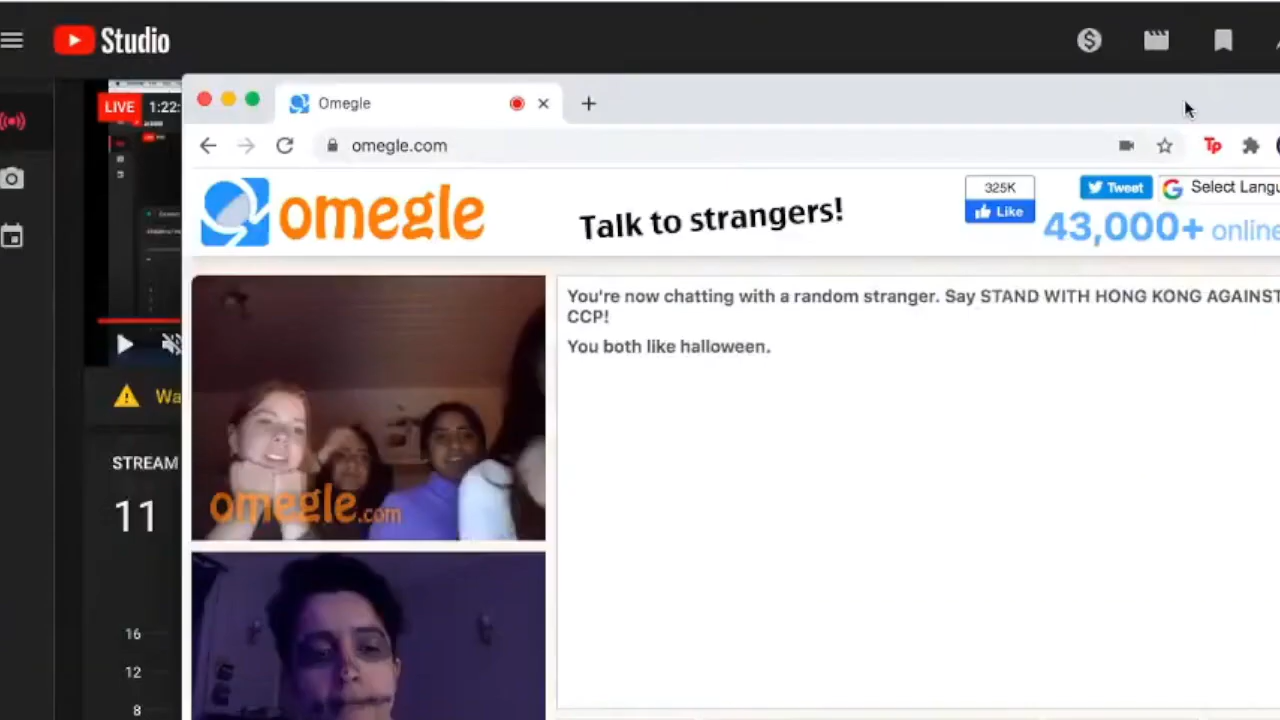 Studio
LIVE 1:22:
Omegle
omegle.com
Tp
omegle
Talk to strangers!
325K
Like
Tweet
G Select Langu
43,000+ online
You're now chatting with a random stranger. Say STAND WITH HONG KONG AGAINST
CCP!
You both like halloween.
omegle.com
Wa
STREAM
11
16
12
8